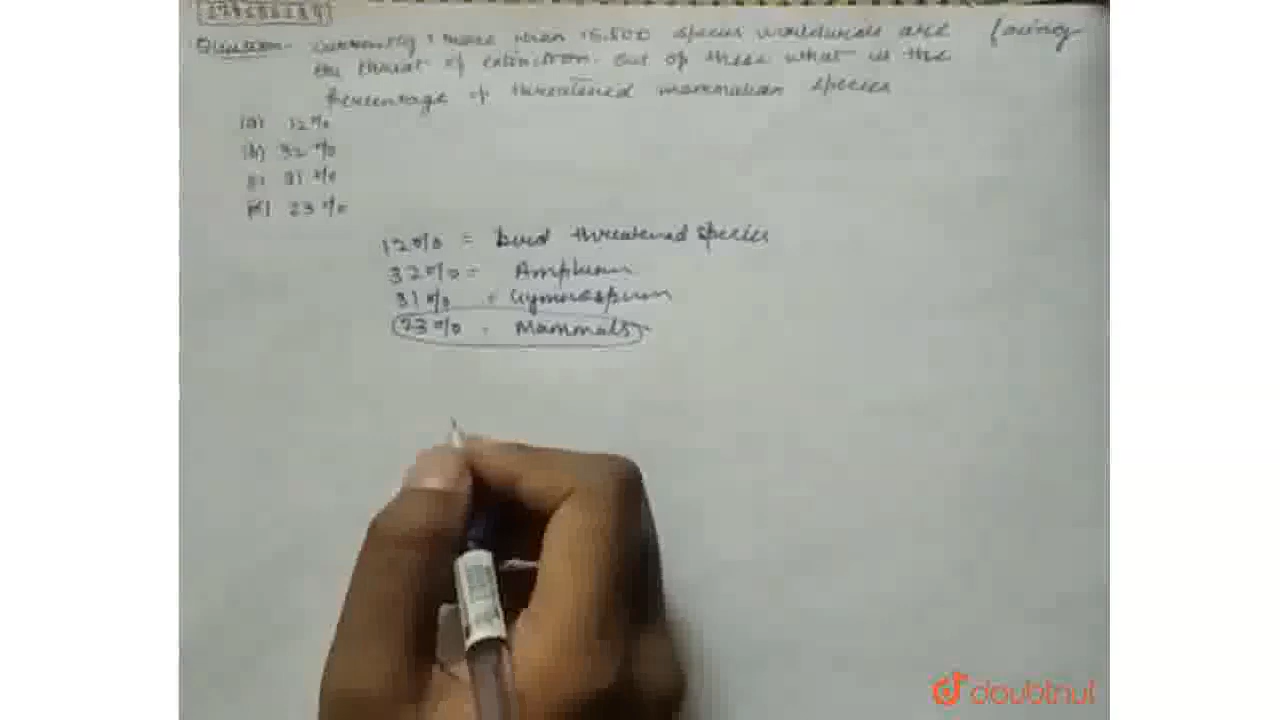 Question- currently, more than 15,500 species worldwide are facing
the threat of extinction. Out of these what is the
percentage of threatened mammalian species
(a) 12%
(b) 32%
(c) 31%
(d) 23%
12% = bird threatened species
32% =
31% =
23% = Mammals
doubtnut